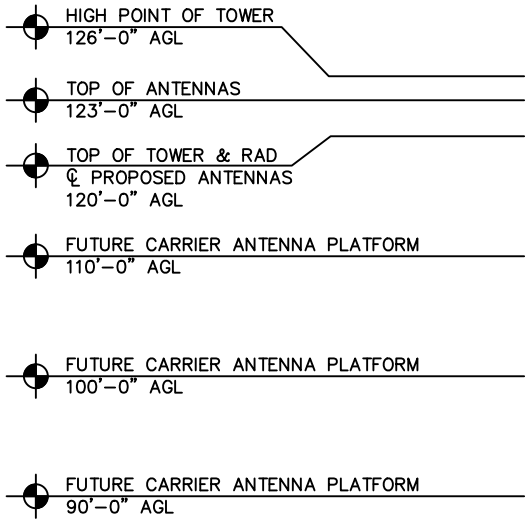 HIGH POINT OF TOWER
126'-0" AGL
TOP OF ANTENNAS
123'-0" AGL
TOP OF TOWER & RAD
℄ PROPOSED ANTENNAS
120'-0" AGL
FUTURE CARRIER ANTENNA PLATFORM
110'-0" AGL
FUTURE CARRIER ANTENNA PLATFORM
100'-0" AGL
FUTURE CARRIER ANTENNA PLATFORM
90'-0" AGL